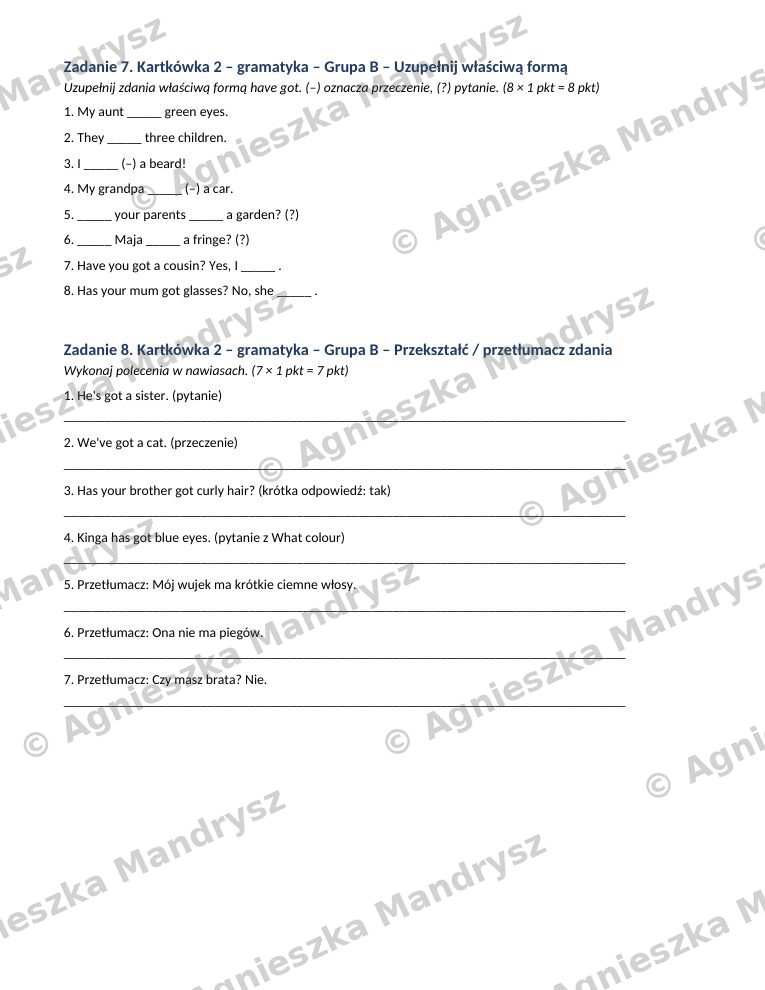 Zadanie 7. Kartkówka 2 – gramatyka – Grupa B – Uzupełnij właściwą formą
Uzupełnij zdania właściwą formą have got. (–) oznacza przeczenie, (?) pytanie. (8 × 1 pkt = 8 pkt)
1. My aunt _____ green eyes.
2. They _____ three children.
3. I _____ (–) a beard!
4. My grandpa _____ (–) a car.
5. _____ your parents _____ a garden? (?)
6. _____ Maja _____ a fringe? (?)
7. Have you got a cousin? Yes, I _____ .
8. Has your mum got glasses? No, she _____ .
Zadanie 8. Kartkówka 2 – gramatyka – Grupa B – Przekształć / przetłumacz zdania
Wykonaj polecenia w nawiasach. (7 × 1 pkt = 7 pkt)
1. He's got a sister. (pytanie)
2. We've got a cat. (przeczenie)
3. Has your brother got curly hair? (krótka odpowiedź: tak)
4. Kinga has got blue eyes. (pytanie z What colour)
5. Przetłumacz: Mój wujek ma krótkie ciemne włosy.
6. Przetłumacz: Ona nie ma piegów.
7. Przetłumacz: Czy masz brata? Nie.
© Agnieszka Mandrysz